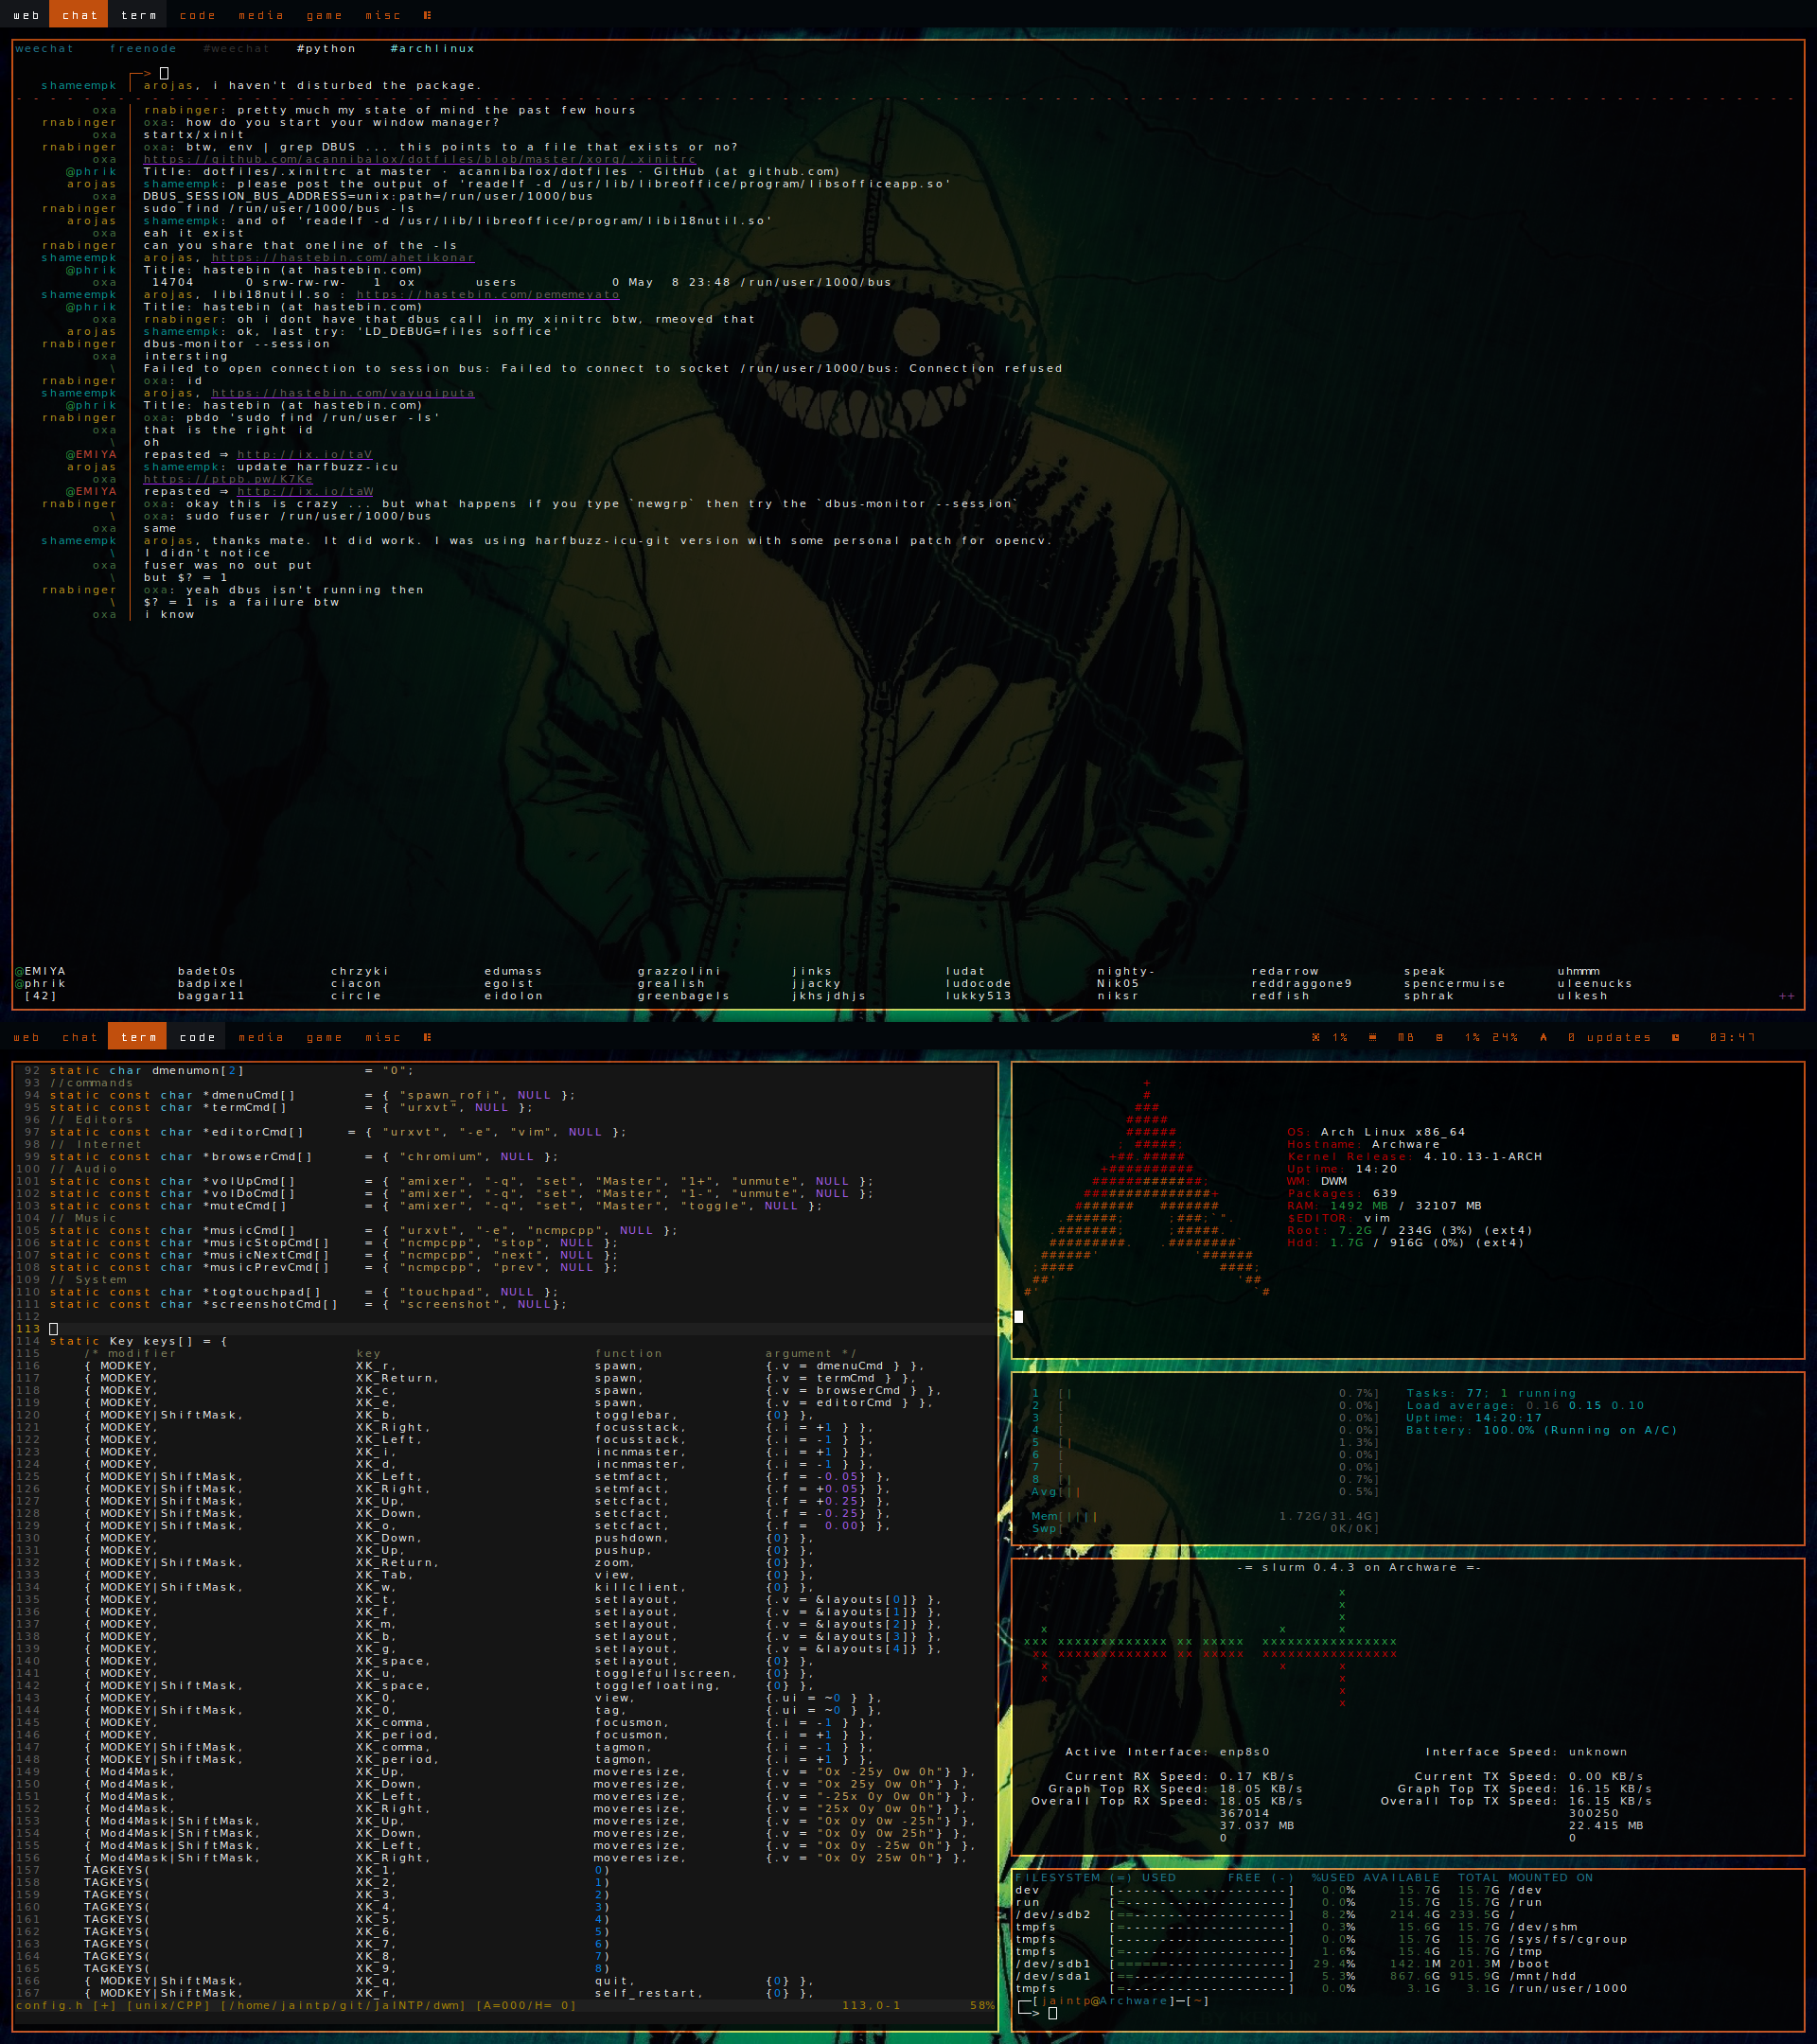 web chat term code media game misc
weechat freenode #weechat #python #archlinux
┌─>
shameempk arojas, i haven't disturbed the package.
oxa rnabinger: pretty much my state of mind the past few hours
rnabinger oxa: how do you start your window manager?
oxa startx/xinit
rnabinger oxa: btw, env | grep DBUS ... this points to a file that exists or no?
oxa https://github.com/acannibalox/dotfiles/blob/master/xorg/.xinitrc
@phrik Title: dotfiles/.xinitrc at master · acannibalox/dotfiles · GitHub (at github.com)
arojas shameempk: please post the output of 'readelf -d /usr/lib/libreoffice/program/libsofficeapp.so'
oxa DBUS_SESSION_BUS_ADDRESS=unix:path=/run/user/1000/bus
rnabinger sudo find /run/user/1000/bus -ls
arojas shameempk: and of 'readelf -d /usr/lib/libreoffice/program/libi18nutil.so'
oxa eah it exist
rnabinger can you share that oneline of the -ls
shameempk arojas, https://hastebin.com/ahetikonar
@phrik Title: hastebin (at hastebin.com)
oxa 14704 0 srw-rw-rw- 1 ox users 0 May 8 23:48 /run/user/1000/bus
shameempk arojas, libi18nutil.so : https://hastebin.com/pememeyato
@phrik Title: hastebin (at hastebin.com)
oxa rnabinger: oh i dont have that dbus call in my xinitrc btw, rmeoved that
arojas shameempk: ok, last try: 'LD_DEBUG=files soffice'
rnabinger dbus-monitor --session
oxa intersting
\ Failed to open connection to session bus: Failed to connect to socket /run/user/1000/bus: Connection refused
rnabinger oxa: id
shameempk arojas, https://hastebin.com/vayuqiputa
@phrik Title: hastebin (at hastebin.com)
rnabinger oxa: pbdo 'sudo find /run/user -ls'
oxa that is the right id
\ oh
@EMIYA repasted ⇒ http://ix.io/taV
arojas shameempk: update harfbuzz-icu
oxa https://ptpb.pw/K7Ke
@EMIYA repasted ⇒ http://ix.io/taW
rnabinger oxa: okay this is crazy ... but what happens if you type `newgrp` then try the `dbus-monitor --session`
\ oxa: sudo fuser /run/user/1000/bus
oxa same
shameempk arojas, thanks mate. It did work. I was using harfbuzz-icu-git version with some personal patch for opencv.
\ I didn't notice
oxa fuser was no out put
\ but $? = 1
rnabinger oxa: yeah dbus isn't running then
\ $? = 1 is a failure btw
oxa i know
@EMIYA badet0s chrzyki edumass grazzolini jinks ludat nighty- redarrow speak uhmmm
@phrik badpixel ciacon egoist grealish jjacky ludocode Nik05 reddraggone9 spencermuise uleenucks
[42] baggar11 circle eidolon greenbagels jkhsjdhjs lukky513 niksr redfish sphrak ulkesh ++
web chat term code media game misc 1% MB 1% 24% 0 updates 03:47
92 static char dmenumon[2] = "0";
93 //commands
94 static const char *dmenuCmd[] = { "spawn_rofi", NULL };
95 static const char *termCmd[] = { "urxvt", NULL };
96 // Editors
97 static const char *editorCmd[] = { "urxvt", "-e", "vim", NULL };
98 // Internet
99 static const char *browserCmd[] = { "chromium", NULL };
100 // Audio
101 static const char *volUpCmd[] = { "amixer", "-q", "set", "Master", "1+", "unmute", NULL };
102 static const char *volDoCmd[] = { "amixer", "-q", "set", "Master", "1-", "unmute", NULL };
103 static const char *muteCmd[] = { "amixer", "-q", "set", "Master", "toggle", NULL };
104 // Music
105 static const char *musicCmd[] = { "urxvt", "-e", "ncmpcpp", NULL };
106 static const char *musicStopCmd[] = { "ncmpcpp", "stop", NULL };
107 static const char *musicNextCmd[] = { "ncmpcpp", "next", NULL };
108 static const char *musicPrevCmd[] = { "ncmpcpp", "prev", NULL };
109 // System
110 static const char *togtouchpad[] = { "touchpad", NULL };
111 static const char *screenshotCmd[] = { "screenshot", NULL};
112
113
114 static Key keys[] = {
115 /* modifier key function argument */
116 { MODKEY, XK_r, spawn, {.v = dmenuCmd } },
117 { MODKEY, XK_Return, spawn, {.v = termCmd } },
118 { MODKEY, XK_c, spawn, {.v = browserCmd } },
119 { MODKEY, XK_e, spawn, {.v = editorCmd } },
120 { MODKEY|ShiftMask, XK_b, togglebar, {0} },
121 { MODKEY, XK_Right, focusstack, {.i = +1 } },
122 { MODKEY, XK_Left, focusstack, {.i = -1 } },
123 { MODKEY, XK_i, incnmaster, {.i = +1 } },
124 { MODKEY, XK_d, incnmaster, {.i = -1 } },
125 { MODKEY|ShiftMask, XK_Left, setmfact, {.f = -0.05} },
126 { MODKEY|ShiftMask, XK_Right, setmfact, {.f = +0.05} },
127 { MODKEY|ShiftMask, XK_Up, setcfact, {.f = +0.25} },
128 { MODKEY|ShiftMask, XK_Down, setcfact, {.f = -0.25} },
129 { MODKEY|ShiftMask, XK_o, setcfact, {.f = 0.00} },
130 { MODKEY, XK_Down, pushdown, {0} },
131 { MODKEY, XK_Up, pushup, {0} },
132 { MODKEY|ShiftMask, XK_Return, zoom, {0} },
133 { MODKEY, XK_Tab, view, {0} },
134 { MODKEY|ShiftMask, XK_w, killclient, {0} },
135 { MODKEY, XK_t, setlayout, {.v = &layouts[0]} },
136 { MODKEY, XK_f, setlayout, {.v = &layouts[1]} },
137 { MODKEY, XK_m, setlayout, {.v = &layouts[2]} },
138 { MODKEY, XK_b, setlayout, {.v = &layouts[3]} },
139 { MODKEY, XK_g, setlayout, {.v = &layouts[4]} },
140 { MODKEY, XK_space, setlayout, {0} },
141 { MODKEY, XK_u, togglefullscreen, {0} },
142 { MODKEY|ShiftMask, XK_space, togglefloating, {0} },
143 { MODKEY, XK_0, view, {.ui = ~0 } },
144 { MODKEY|ShiftMask, XK_0, tag, {.ui = ~0 } },
145 { MODKEY, XK_comma, focusmon, {.i = -1 } },
146 { MODKEY, XK_period, focusmon, {.i = +1 } },
147 { MODKEY|ShiftMask, XK_comma, tagmon, {.i = -1 } },
148 { MODKEY|ShiftMask, XK_period, tagmon, {.i = +1 } },
149 { Mod4Mask, XK_Up, moveresize, {.v = "0x -25y 0w 0h"} },
150 { Mod4Mask, XK_Down, moveresize, {.v = "0x 25y 0w 0h"} },
151 { Mod4Mask, XK_Left, moveresize, {.v = "-25x 0y 0w 0h"} },
152 { Mod4Mask, XK_Right, moveresize, {.v = "25x 0y 0w 0h"} },
153 { Mod4Mask|ShiftMask, XK_Up, moveresize, {.v = "0x 0y 0w -25h"} },
154 { Mod4Mask|ShiftMask, XK_Down, moveresize, {.v = "0x 0y 0w 25h"} },
155 { Mod4Mask|ShiftMask, XK_Left, moveresize, {.v = "0x 0y -25w 0h"} },
156 { Mod4Mask|ShiftMask, XK_Right, moveresize, {.v = "0x 0y 25w 0h"} },
157 TAGKEYS( XK_1, 0)
158 TAGKEYS( XK_2, 1)
159 TAGKEYS( XK_3, 2)
160 TAGKEYS( XK_4, 3)
161 TAGKEYS( XK_5, 4)
162 TAGKEYS( XK_6, 5)
163 TAGKEYS( XK_7, 6)
164 TAGKEYS( XK_8, 7)
165 TAGKEYS( XK_9, 8)
166 { MODKEY|ShiftMask, XK_q, quit, {0} },
167 { MODKEY|ShiftMask, XK_r, self_restart, {0} },
config.h [+] [unix/CPP] [/home/jaintp/git/jaINTP/dwm] [A=000/H= 0] 113,0-1 58%
OS: Arch Linux x86_64
Hostname: Archware
Kernel Release: 4.10.13-1-ARCH
Uptime: 14:20
WM: DWM
Packages: 639
RAM: 1492 MB / 32107 MB
$EDITOR: vim
Root: 7.2G / 234G (3%) (ext4)
Hdd: 1.7G / 916G (0%) (ext4)
1 [| 0.7%] Tasks: 77; 1 running
2 [ 0.0%] Load average: 0.16 0.15 0.10
3 [ 0.0%] Uptime: 14:20:17
4 [ 0.0%] Battery: 100.0% (Running on A/C)
5 [| 1.3%]
6 [ 0.0%]
7 [ 0.0%]
8 [| 0.7%]
Avg[|| 0.5%]
Mem[|||| 1.72G/31.4G]
Swp[ 0K/0K]
-= slurm 0.4.3 on Archware =-
Active Interface: enp8s0 Interface Speed: unknown
Current RX Speed: 0.17 KB/s Current TX Speed: 0.00 KB/s
Graph Top RX Speed: 18.05 KB/s Graph Top TX Speed: 16.15 KB/s
Overall Top RX Speed: 18.05 KB/s Overall Top TX Speed: 16.15 KB/s
367014 300250
37.037 MB 22.415 MB
0 0
FILESYSTEM (=) USED FREE (-) %USED AVAILABLE TOTAL MOUNTED ON
dev [--------------------] 0.0% 15.7G 15.7G /dev
run [=-------------------] 0.0% 15.7G 15.7G /run
/dev/sdb2 [==------------------] 8.2% 214.4G 233.5G /
tmpfs [=-------------------] 0.3% 15.6G 15.7G /dev/shm
tmpfs [--------------------] 0.0% 15.7G 15.7G /sys/fs/cgroup
tmpfs [=-------------------] 1.6% 15.4G 15.7G /tmp
/dev/sdb1 [======--------------] 29.4% 142.1M 201.3M /boot
/dev/sda1 [==------------------] 5.3% 867.6G 915.9G /mnt/hdd
tmpfs [--------------------] 0.0% 3.1G 3.1G /run/user/1000
┌─[jaintp@Archware]─[~]
└─>